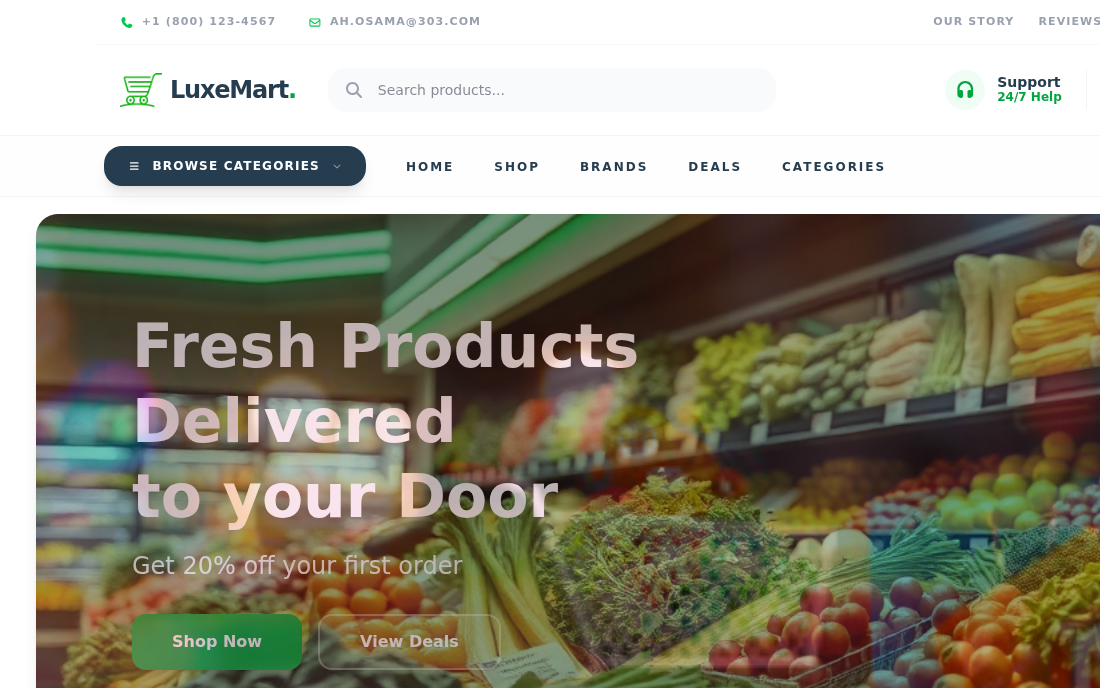 +1 (800) 123-4567 AH.OSAMA@303.COM OUR STORY REVIEWS
LuxeMart. Search products... Support
24/7 Help
BROWSE CATEGORIES HOME SHOP BRANDS DEALS CATEGORIES
Fresh Products
Delivered
to your Door
Get 20% off your first order
Shop Now View Deals